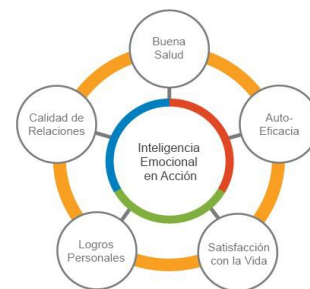 Buena
Salud
Calidad de
Relaciones
Auto-
Eficacia
Inteligencia
Emocional
en Acción
Logros
Personales
Satisfacción
con la Vida